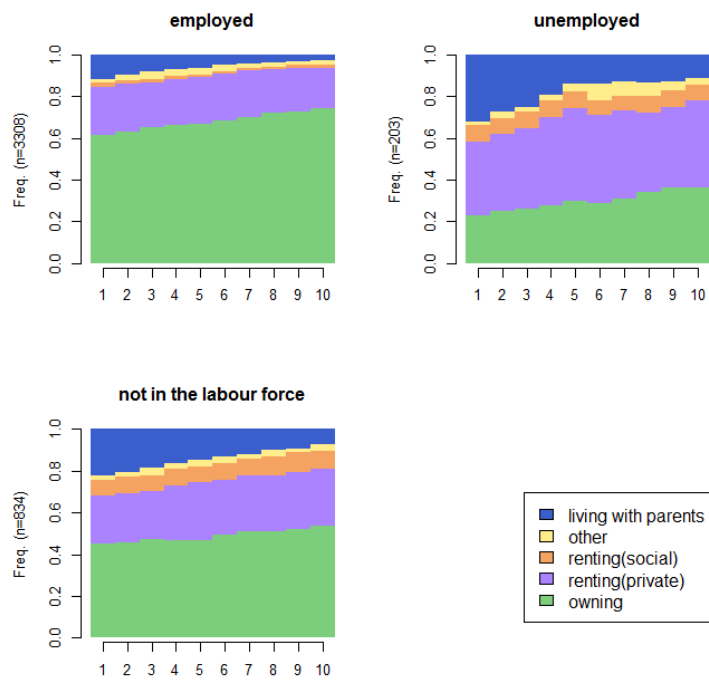 employed
Freq. (n=3308)
1.0
0.8
0.6
0.4
0.2
0.0
1 2 3 4 5 6 7 8 9 10
unemployed
Freq. (n=203)
1.0
0.8
0.6
0.4
0.2
0.0
1 2 3 4 5 6 7 8 9 10
not in the labour force
Freq. (n=834)
1.0
0.8
0.6
0.4
0.2
0.0
1 2 3 4 5 6 7 8 9 10
living with parents
other
renting(social)
renting(private)
owning